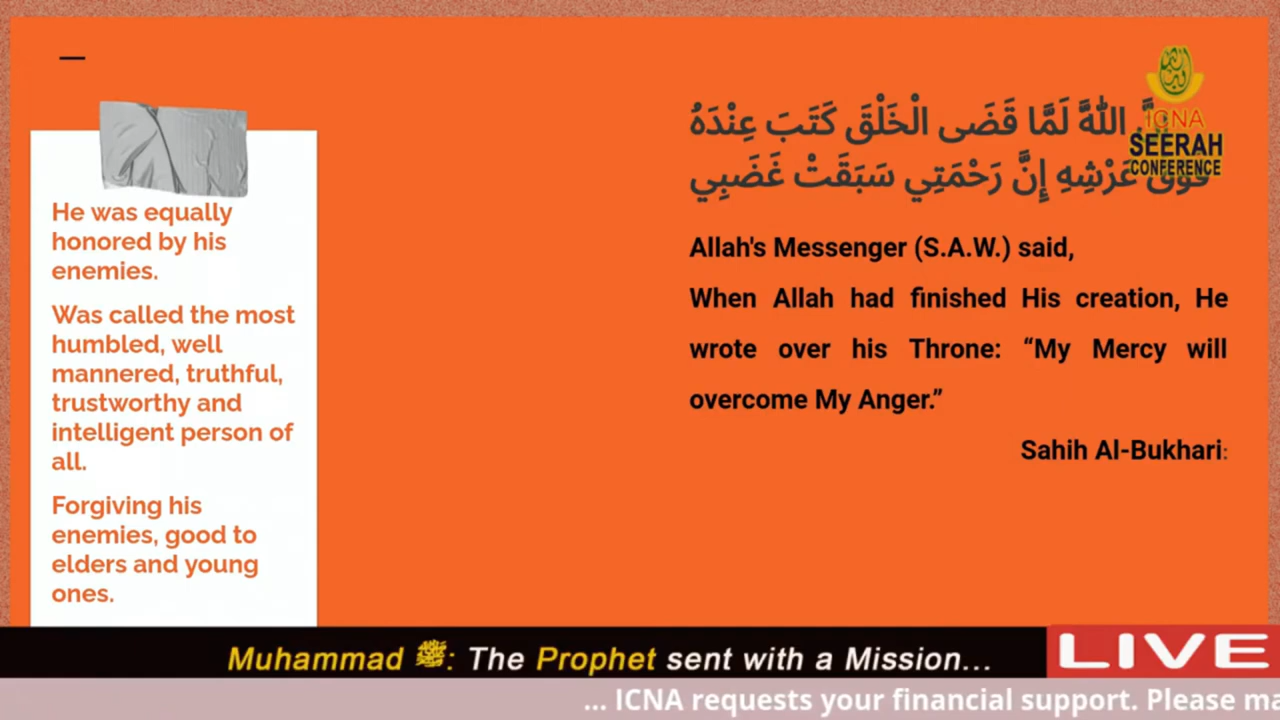 He was equally
honored by his
enemies.
Was called the most
humbled, well
mannered, truthful,
trustworthy and
intelligent person of
all.
Forgiving his
enemies, good to
elders and young
ones.
اللَّهَ لَمَّا قَضَى الْخَلْقَ كَتَبَ عِنْدَهُ
فَوْقَ عَرْشِهِ إِنَّ رَحْمَتِي سَبَقَتْ غَضَبِي
ICNA
SEERAH
CONFERENCE
Allah's Messenger (S.A.W.) said,
When Allah had finished His creation, He
wrote over his Throne: “My Mercy will
overcome My Anger.”
Sahih Al-Bukhari:
Muhammad ﷺ: The Prophet sent with a Mission...
LIVE
... ICNA requests your financial support. Please ma